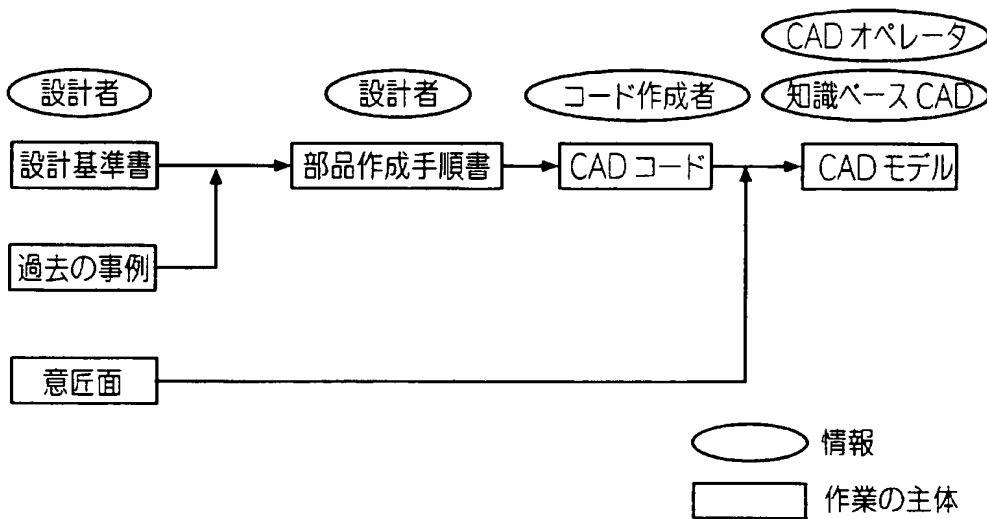 CADオペレータ
設計者 設計者 コード作成者 知識ベースCAD
設計基準書 部品作成手順書 CADコード CADモデル
過去の事例
意匠面
情報
作業の主体